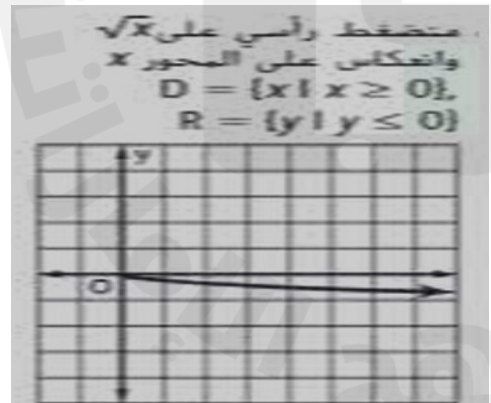 متضغط رأسي على √x
وانعكاس على المحور x
D = {x | x ≥ 0},
R = {y | y ≤ 0}
y
O